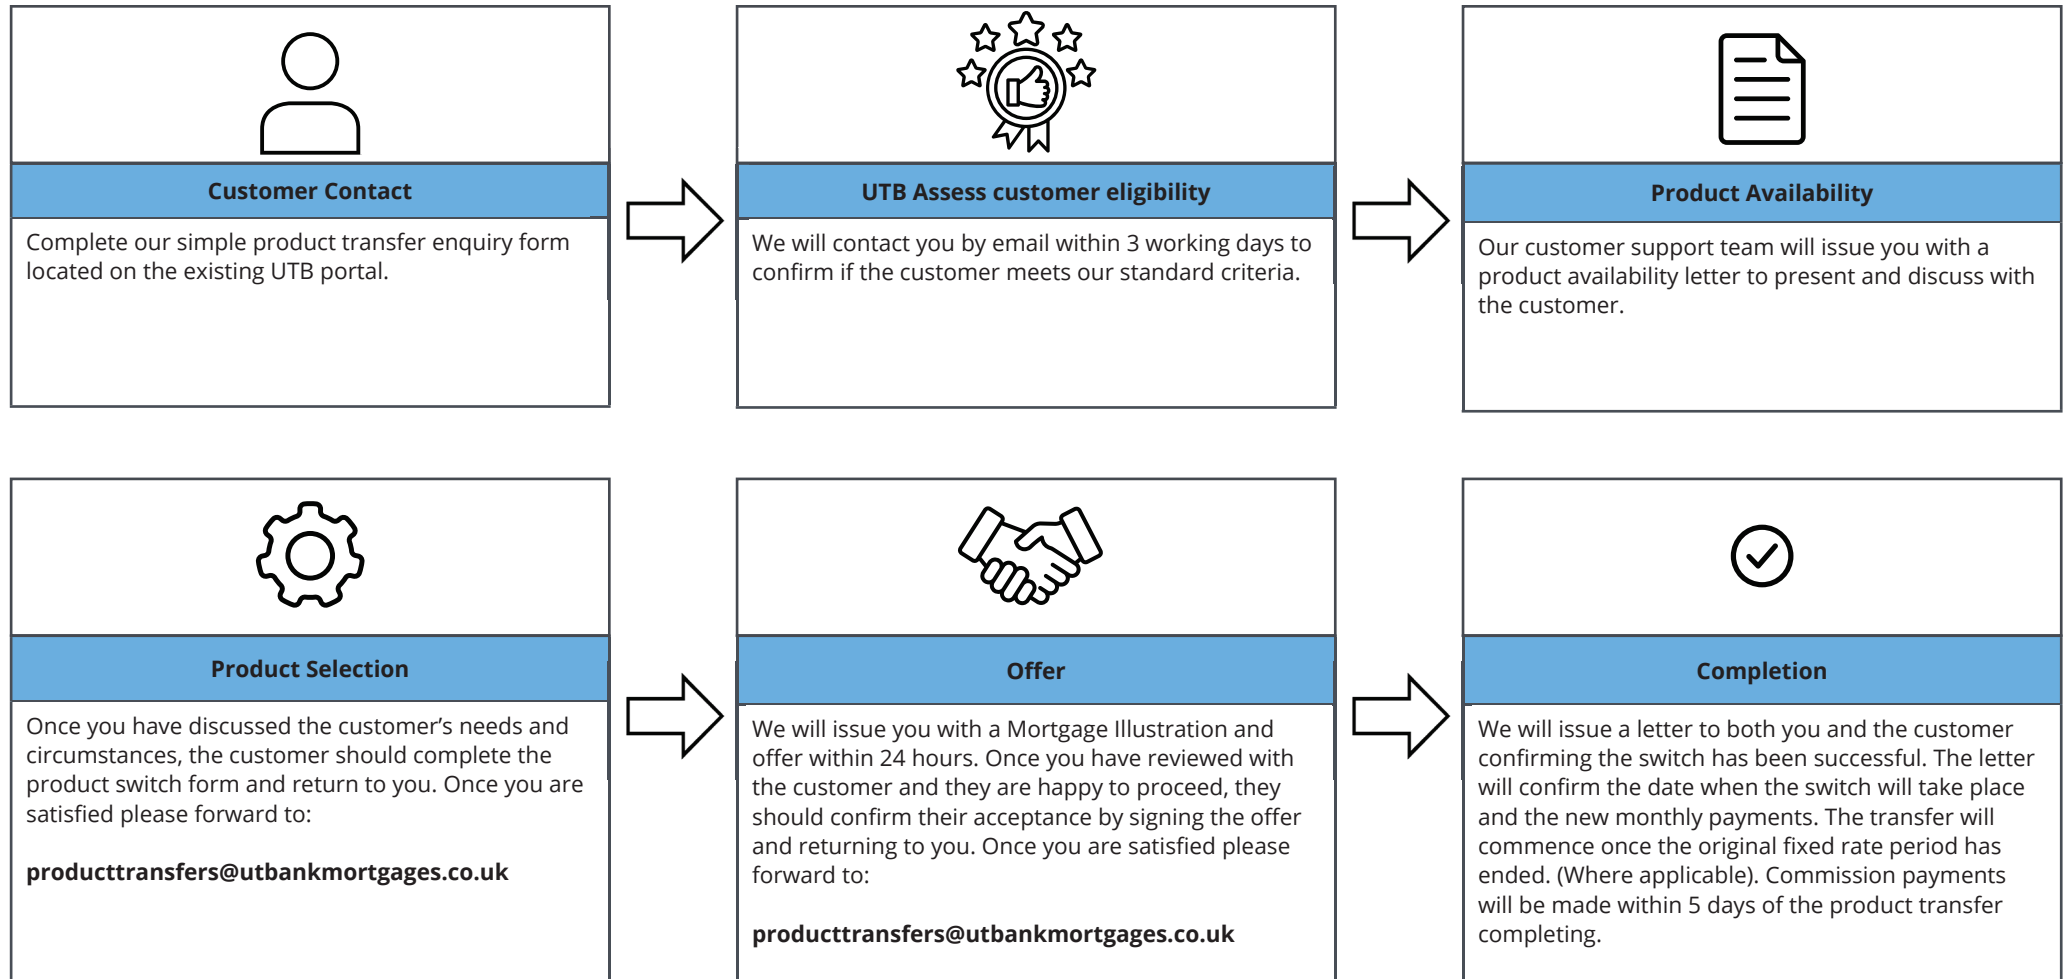 Customer Contact
Complete our simple product transfer enquiry form
located on the existing UTB portal.
UTB Assess customer eligibility
We will contact you by email within 3 working days to
confirm if the customer meets our standard criteria.
Product Availability
Our customer support team will issue you with a
product availability letter to present and discuss with
the customer.
Product Selection
Once you have discussed the customer’s needs and
circumstances, the customer should complete the
product switch form and return to you. Once you are
satisfied please forward to:
producttransfers@utbankmortgages.co.uk
Offer
We will issue you with a Mortgage Illustration and
offer within 24 hours. Once you have reviewed with
the customer and they are happy to proceed, they
should confirm their acceptance by signing the offer
and returning to you. Once you are satisfied please
forward to:
producttransfers@utbankmortgages.co.uk
Completion
We will issue a letter to both you and the customer
confirming the switch has been successful. The letter
will confirm the date when the switch will take place
and the new monthly payments. The transfer will
commence once the original fixed rate period has
ended. (Where applicable). Commission payments
will be made within 5 days of the product transfer
completing.